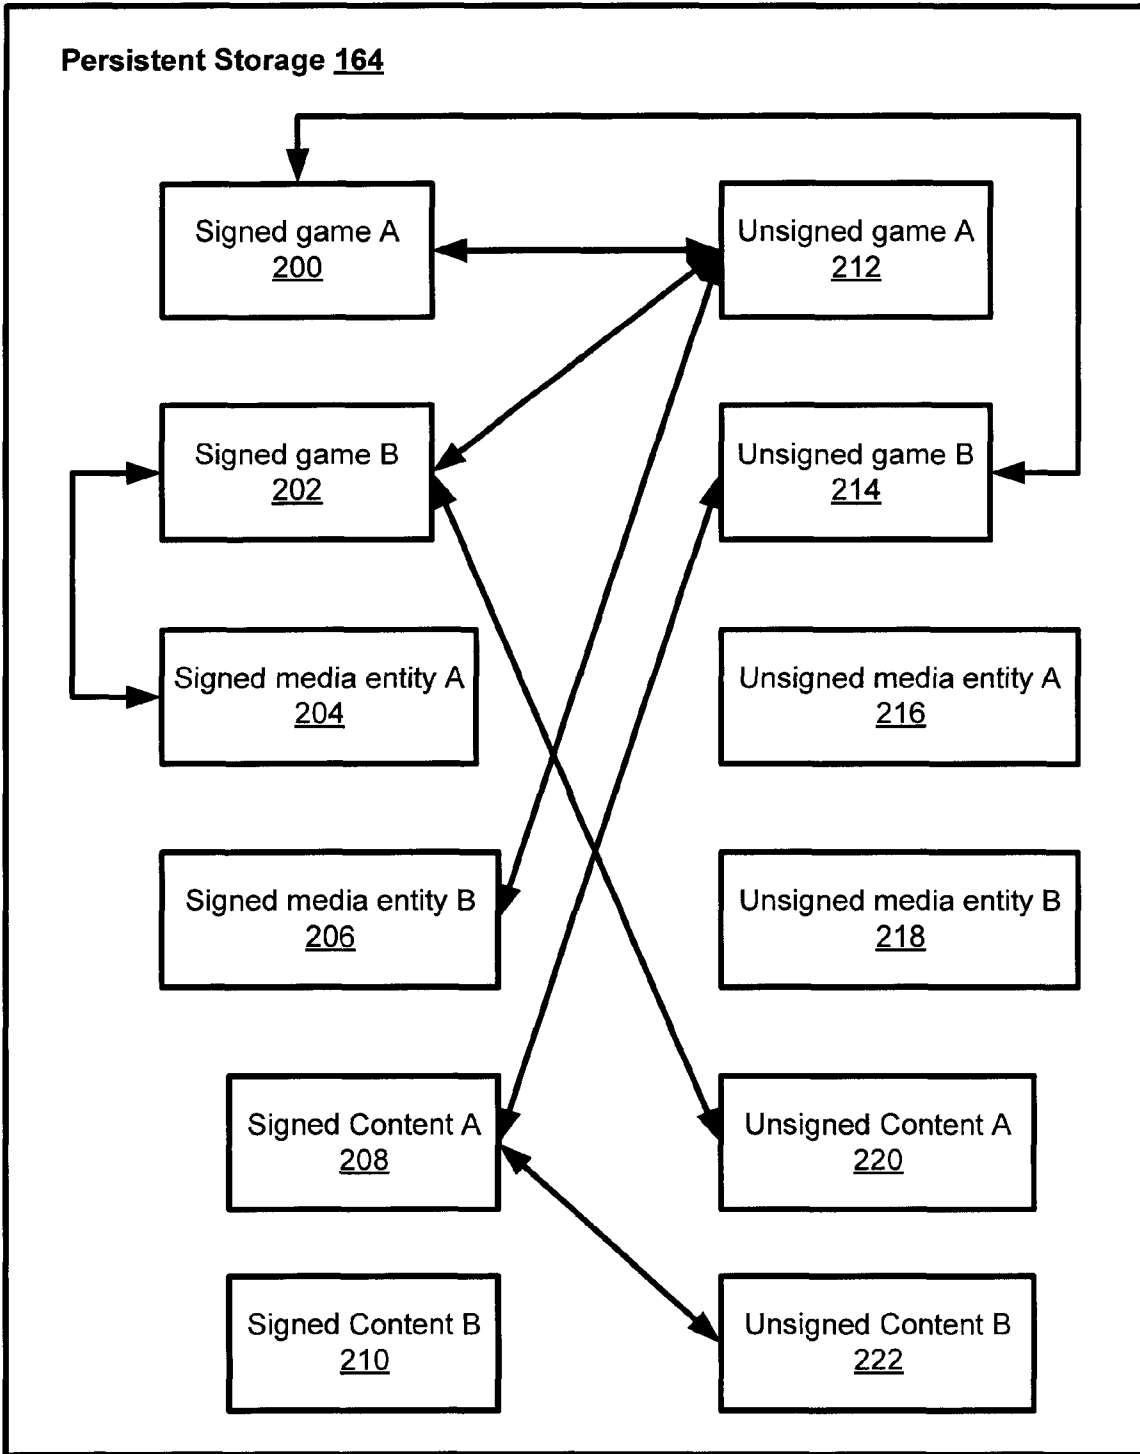 Persistent Storage 164
Signed game A
200
Unsigned game A
212
Signed game B
202
Unsigned game B
214
Signed media entity A
204
Unsigned media entity A
216
Signed media entity B
206
Unsigned media entity B
218
Signed Content A
208
Unsigned Content A
220
Signed Content B
210
Unsigned Content B
222